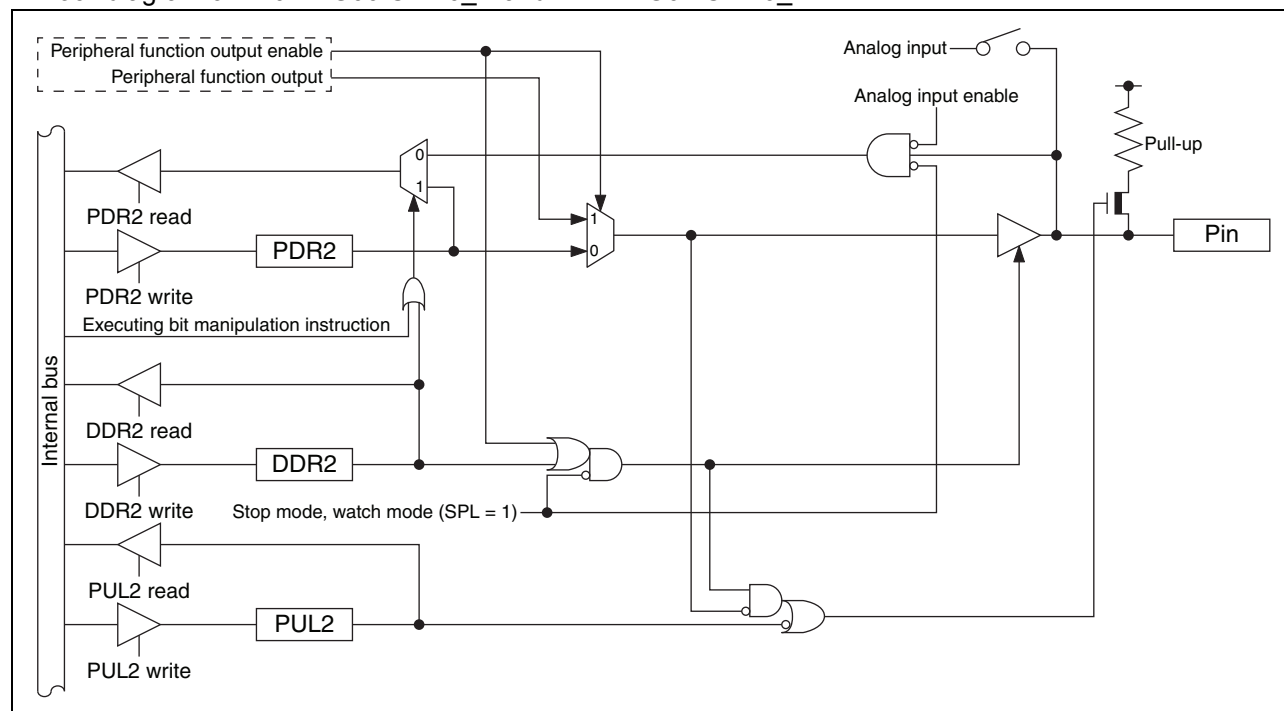 Peripheral function output enable
Peripheral function output
Analog input
Analog input enable
Pull-up
0
1
PDR2 read
1
0
PDR2
Pin
PDR2 write
Executing bit manipulation instruction
Internal bus
DDR2 read
DDR2
DDR2 write
Stop mode, watch mode (SPL = 1)
PUL2 read
PUL2
PUL2 write